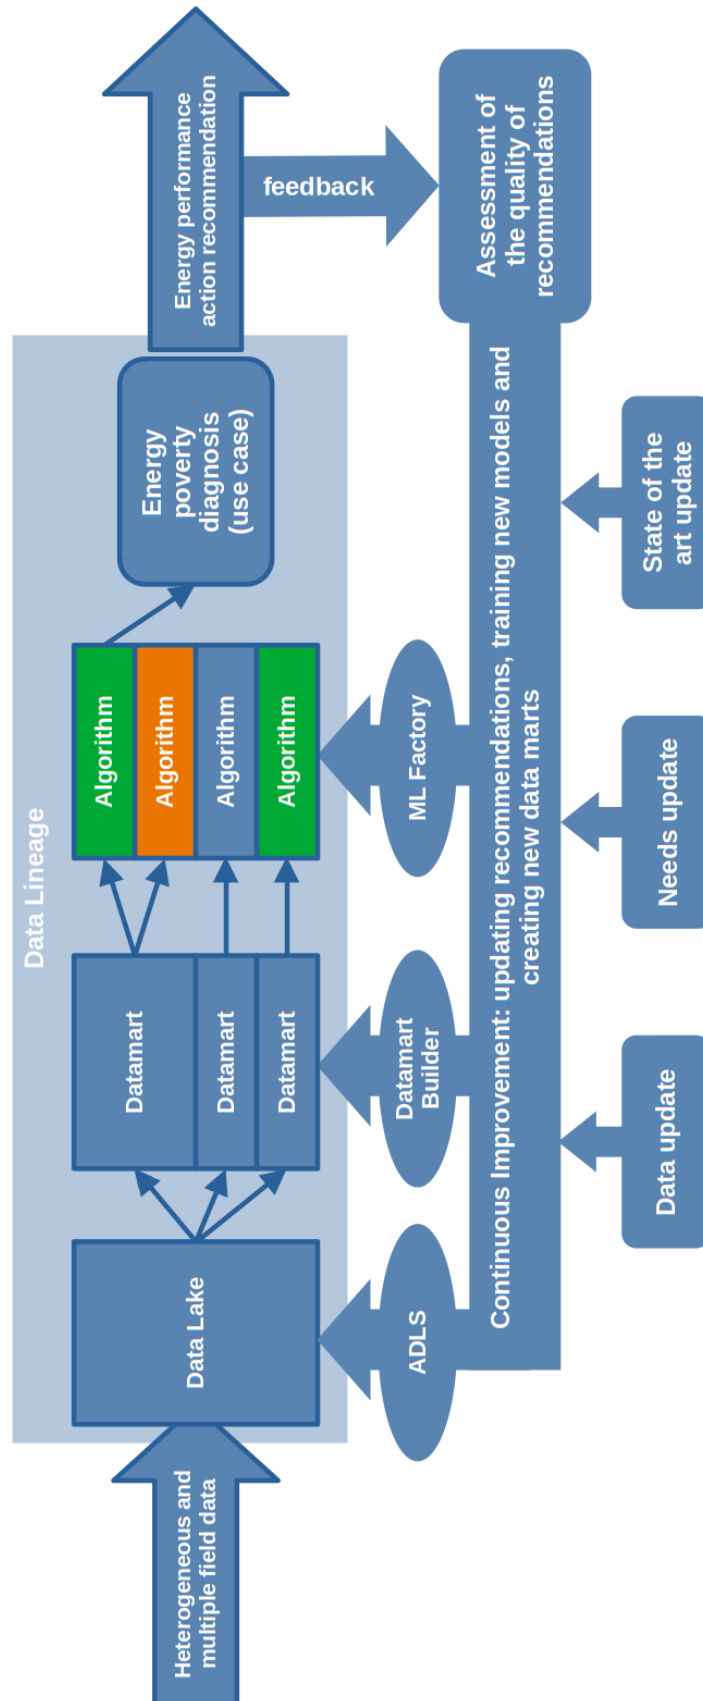 Data Lineage
Heterogeneous and
multiple field data
Data Lake
Datamart
Datamart
Datamart
Algorithm
Algorithm
Algorithm
Algorithm
Energy
poverty
diagnosis
(use case)
Energy performance
action recommendation
feedback
Assessment of
the quality of
recommendations
ADLS
Datamart
Builder
ML Factory
Continuous Improvement: updating recommendations, training new models and
creating new data marts
Data update
Needs update
State of the
art update